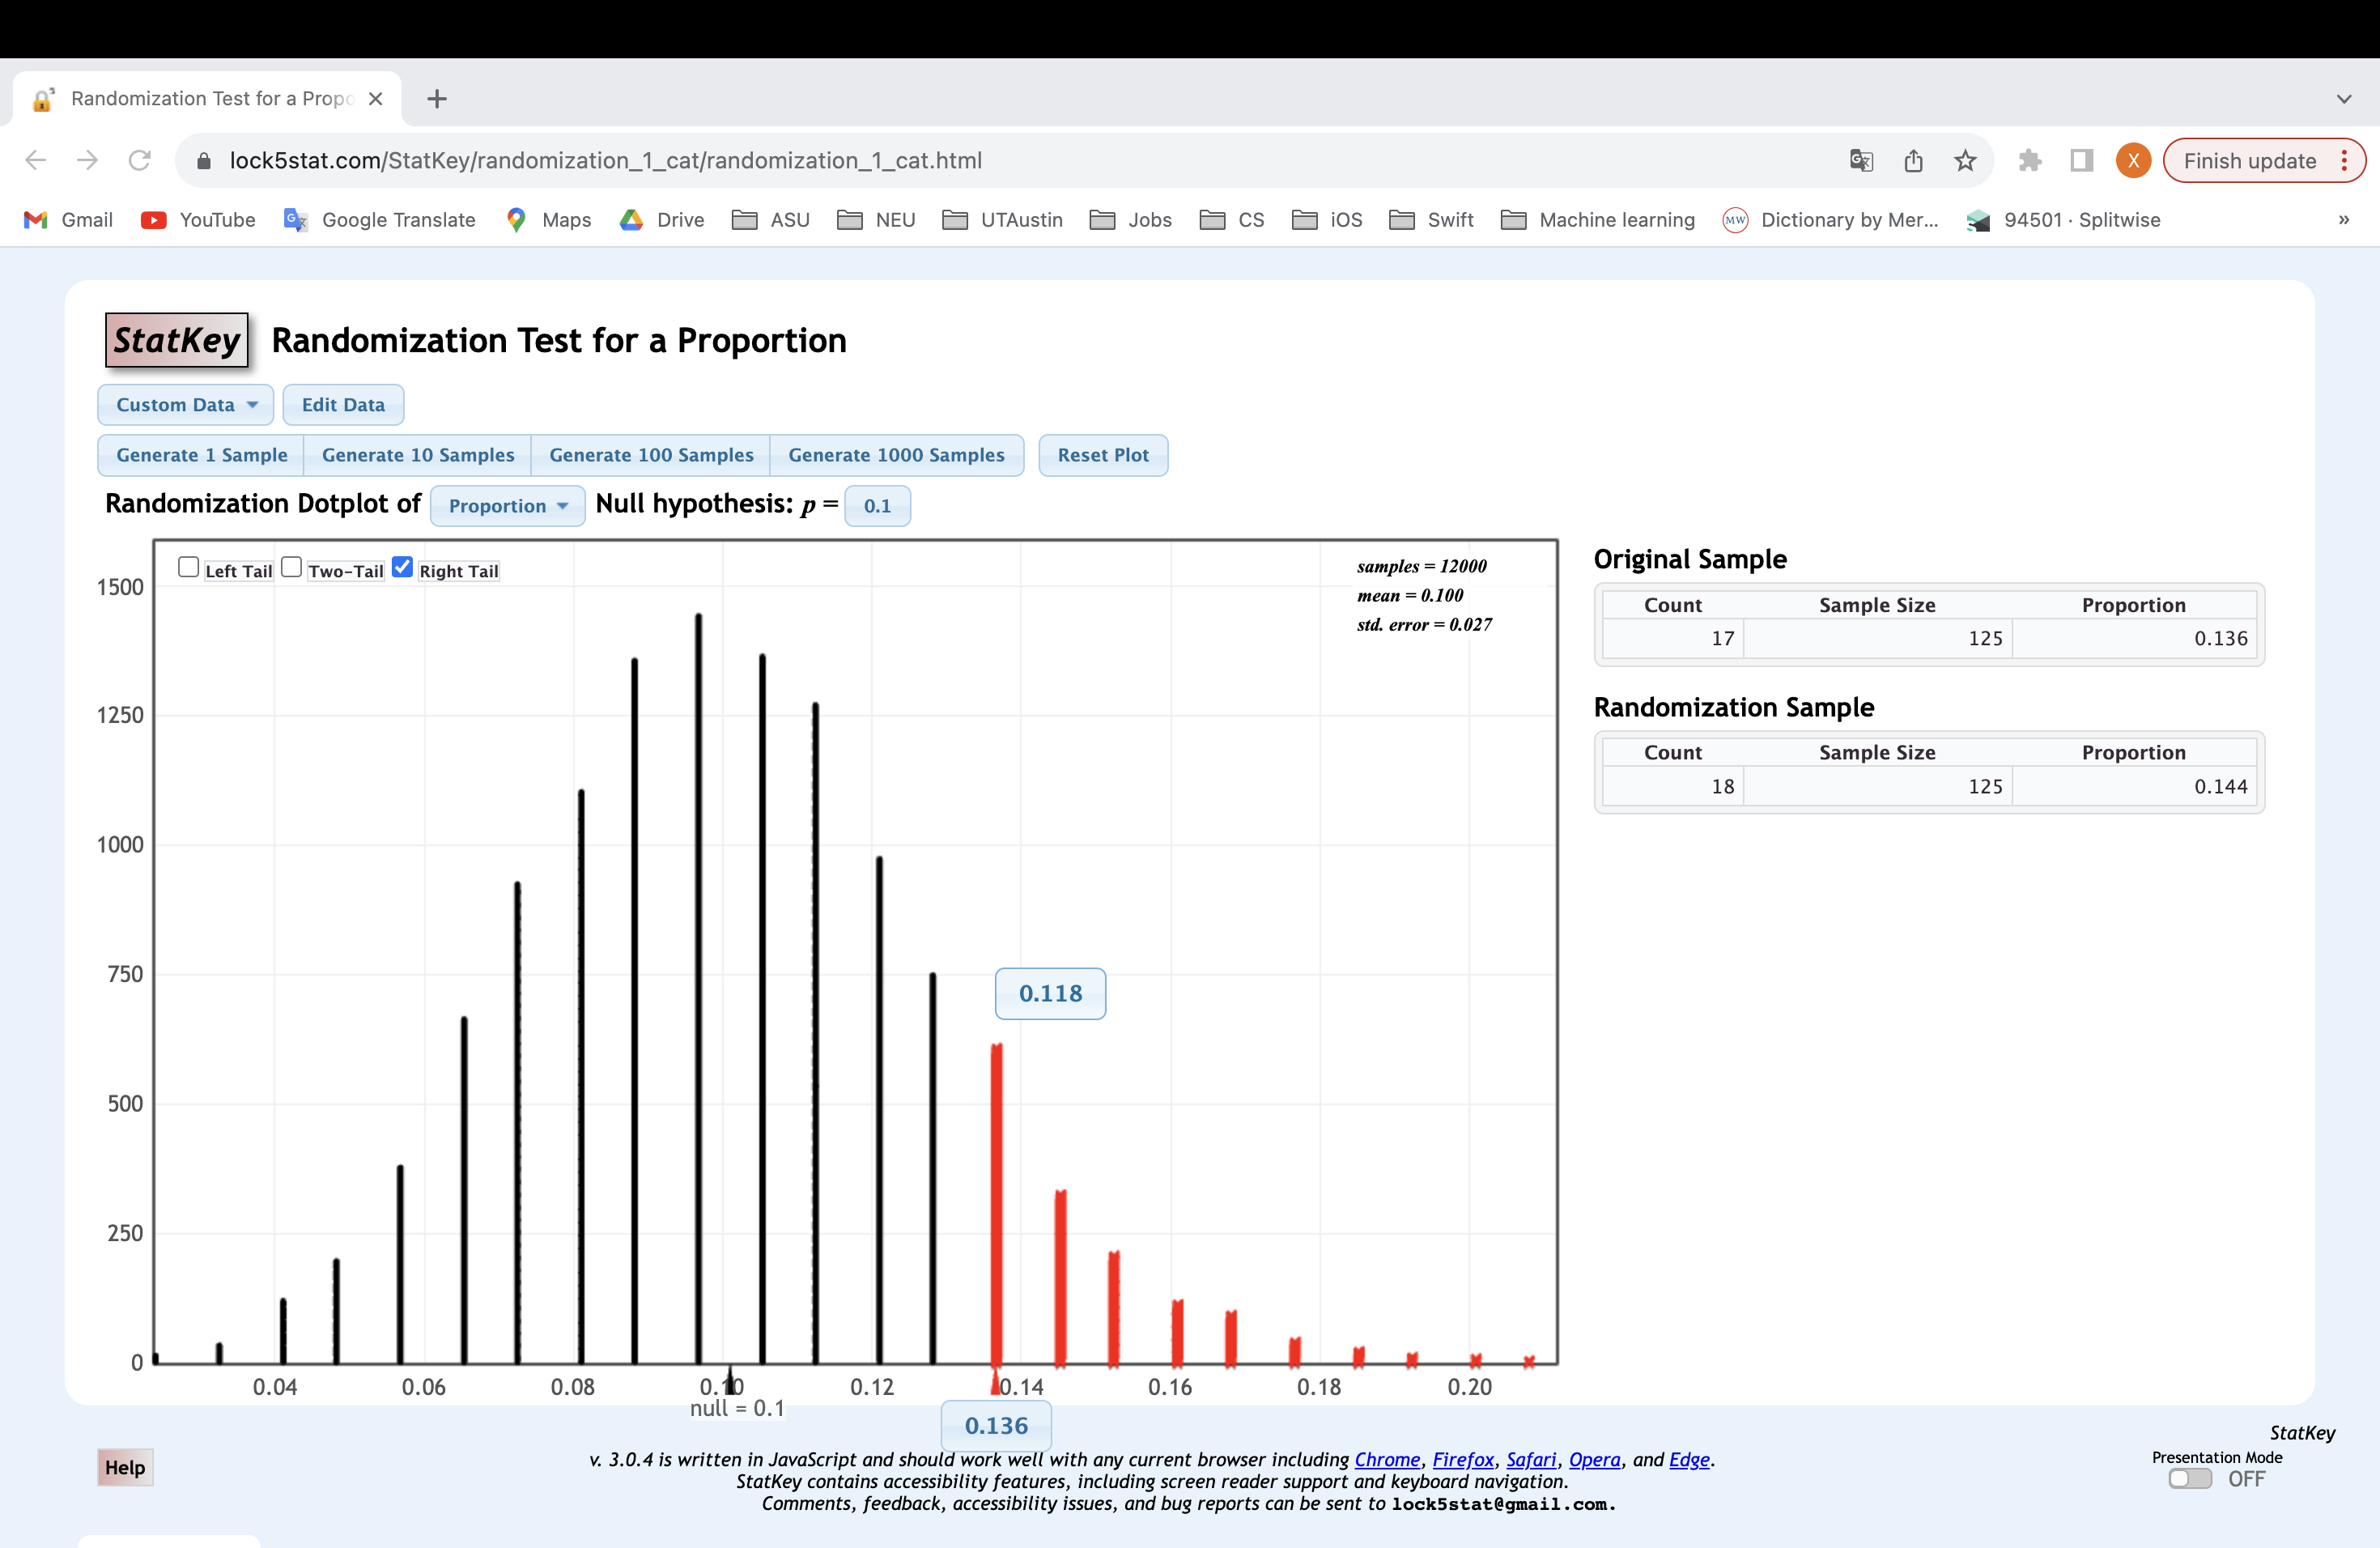 Randomization Test for a Propo
lock5stat.com/StatKey/randomization_1_cat/randomization_1_cat.html
X
Finish update
Gmail
YouTube
Google Translate
Maps
Drive
ASU
NEU
UTAustin
Jobs
CS
iOS
Swift
Machine learning
MW
Dictionary by Mer...
94501 · Splitwise
»
StatKey Randomization Test for a Proportion
Custom Data Edit Data
Generate 1 Sample Generate 10 Samples Generate 100 Samples Generate 1000 Samples Reset Plot
Randomization Dotplot of Proportion Null hypothesis: p = 0.1
Left Tail Two-Tail Right Tail
samples = 12000
mean = 0.100
std. error = 0.027
1500
1250
1000
750
500
250
0
0.118
0.04 0.06 0.08 0.10 0.12 0.14 0.16 0.18 0.20
null = 0.1
0.136
Original Sample
Count Sample Size Proportion
17 125 0.136
Randomization Sample
Count Sample Size Proportion
18 125 0.144
Help
v. 3.0.4 is written in JavaScript and should work well with any current browser including Chrome, Firefox, Safari, Opera, and Edge.
StatKey contains accessibility features, including screen reader support and keyboard navigation.
Comments, feedback, accessibility issues, and bug reports can be sent to lock5stat@gmail.com.
StatKey
Presentation Mode
OFF